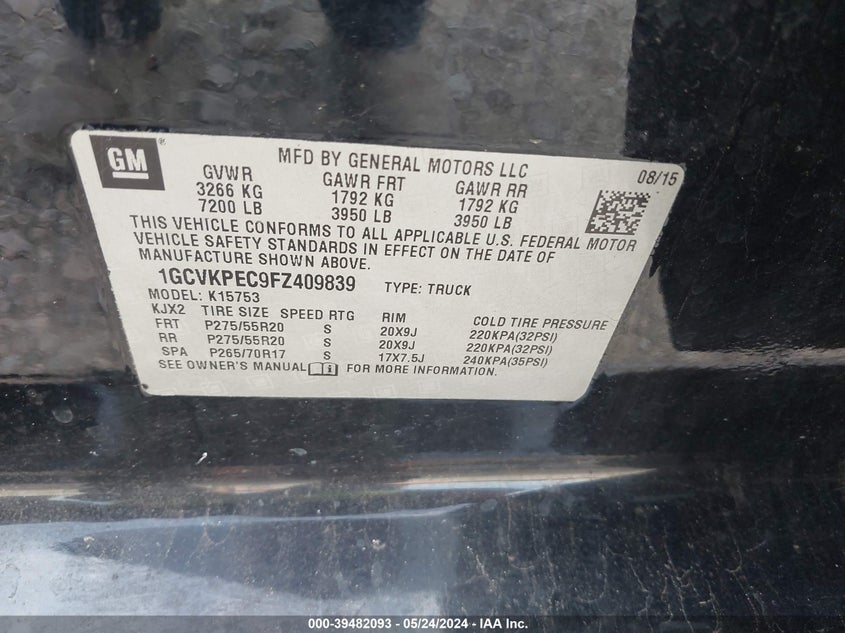 GM ®
MFD BY GENERAL MOTORS LLC
08/15
GVWR GAWR FRT GAWR RR
3266 KG 1792 KG 1792 KG
7200 LB 3950 LB 3950 LB
THIS VEHICLE CONFORMS TO ALL APPLICABLE U.S. FEDERAL MOTOR
VEHICLE SAFETY STANDARDS IN EFFECT ON THE DATE OF
MANUFACTURE SHOWN ABOVE.
1GCVKPEC9FZ409839 TYPE: TRUCK
MODEL: K15753
KJX2 TIRE SIZE SPEED RTG RIM COLD TIRE PRESSURE
FRT P275/55R20 S 20X9J 220KPA(32PSI)
RR P275/55R20 S 20X9J 220KPA(32PSI)
SPA P265/70R17 S 17X7.5J 240KPA(35PSI)
SEE OWNER'S MANUAL FOR MORE INFORMATION.
000-39482093 - 05/24/2024 - IAA Inc.